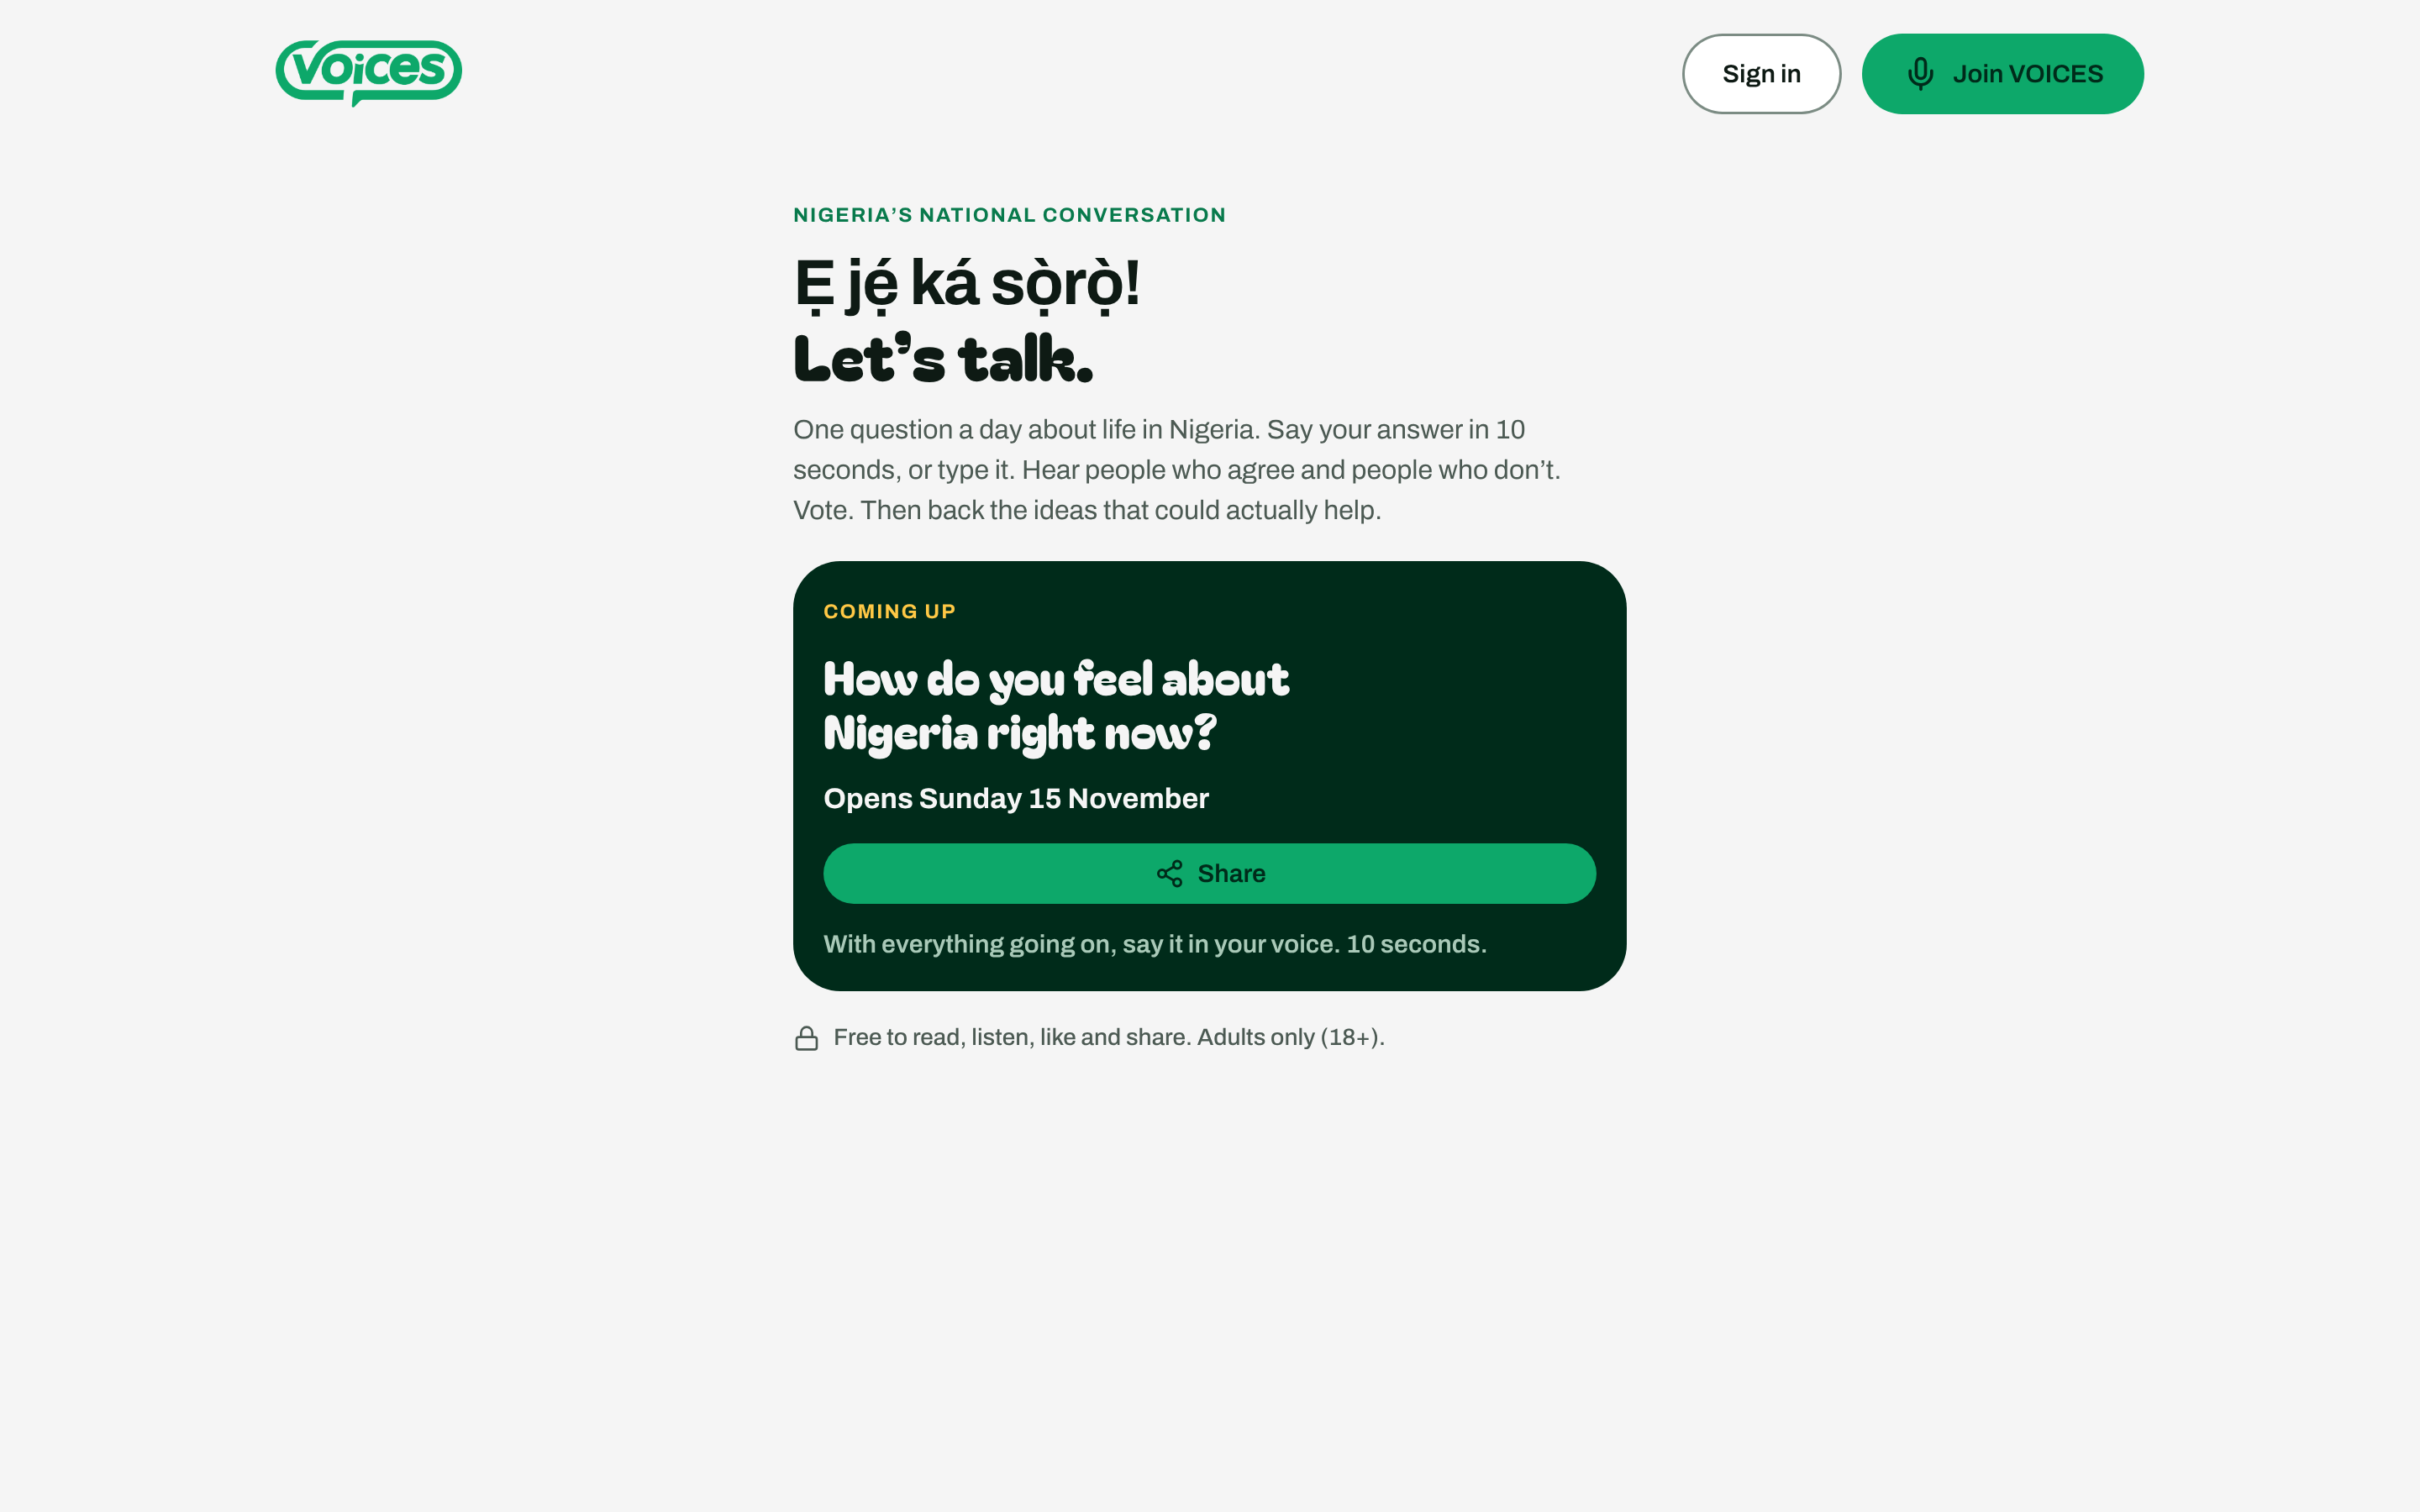 voices
Sign in
Join VOICES
NIGERIA’S NATIONAL CONVERSATION
Ẹ jẹ́ ká sọ̀rọ̀!
Let’s talk.
One question a day about life in Nigeria. Say your answer in 10
seconds, or type it. Hear people who agree and people who don’t.
Vote. Then back the ideas that could actually help.
COMING UP
How do you feel about
Nigeria right now?
Opens Sunday 15 November
Share
With everything going on, say it in your voice. 10 seconds.
Free to read, listen, like and share. Adults only (18+).